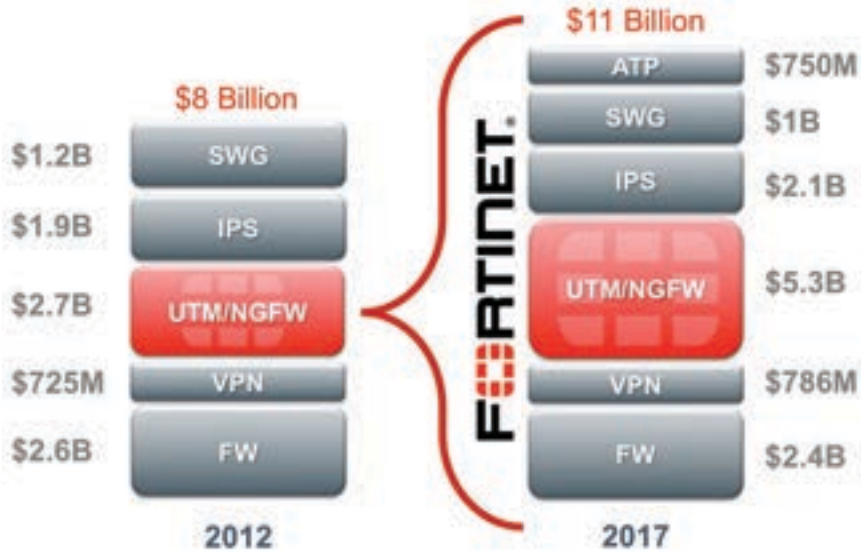 $8 Billion
$1.2B SWG
$1.9B IPS
$2.7B UTM/NGFW
$725M VPN
$2.6B FW
2012
FORTINET®
$11 Billion
ATP $750M
SWG $1B
IPS $2.1B
UTM/NGFW $5.3B
VPN $786M
FW $2.4B
2017